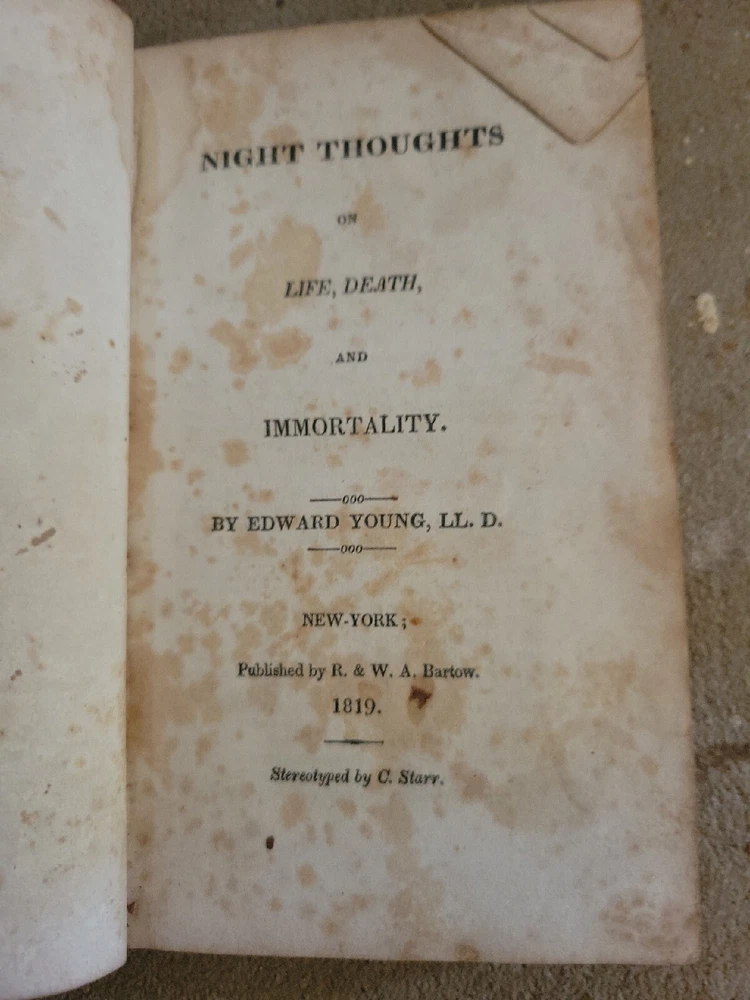 NIGHT THOUGHTS
ON
LIFE, DEATH,
AND
IMMORTALITY.
BY EDWARD YOUNG, LL. D.
NEW-YORK;
Published by R. & W. A. Bartow.
1819.
Stereotyped by C. Starr.